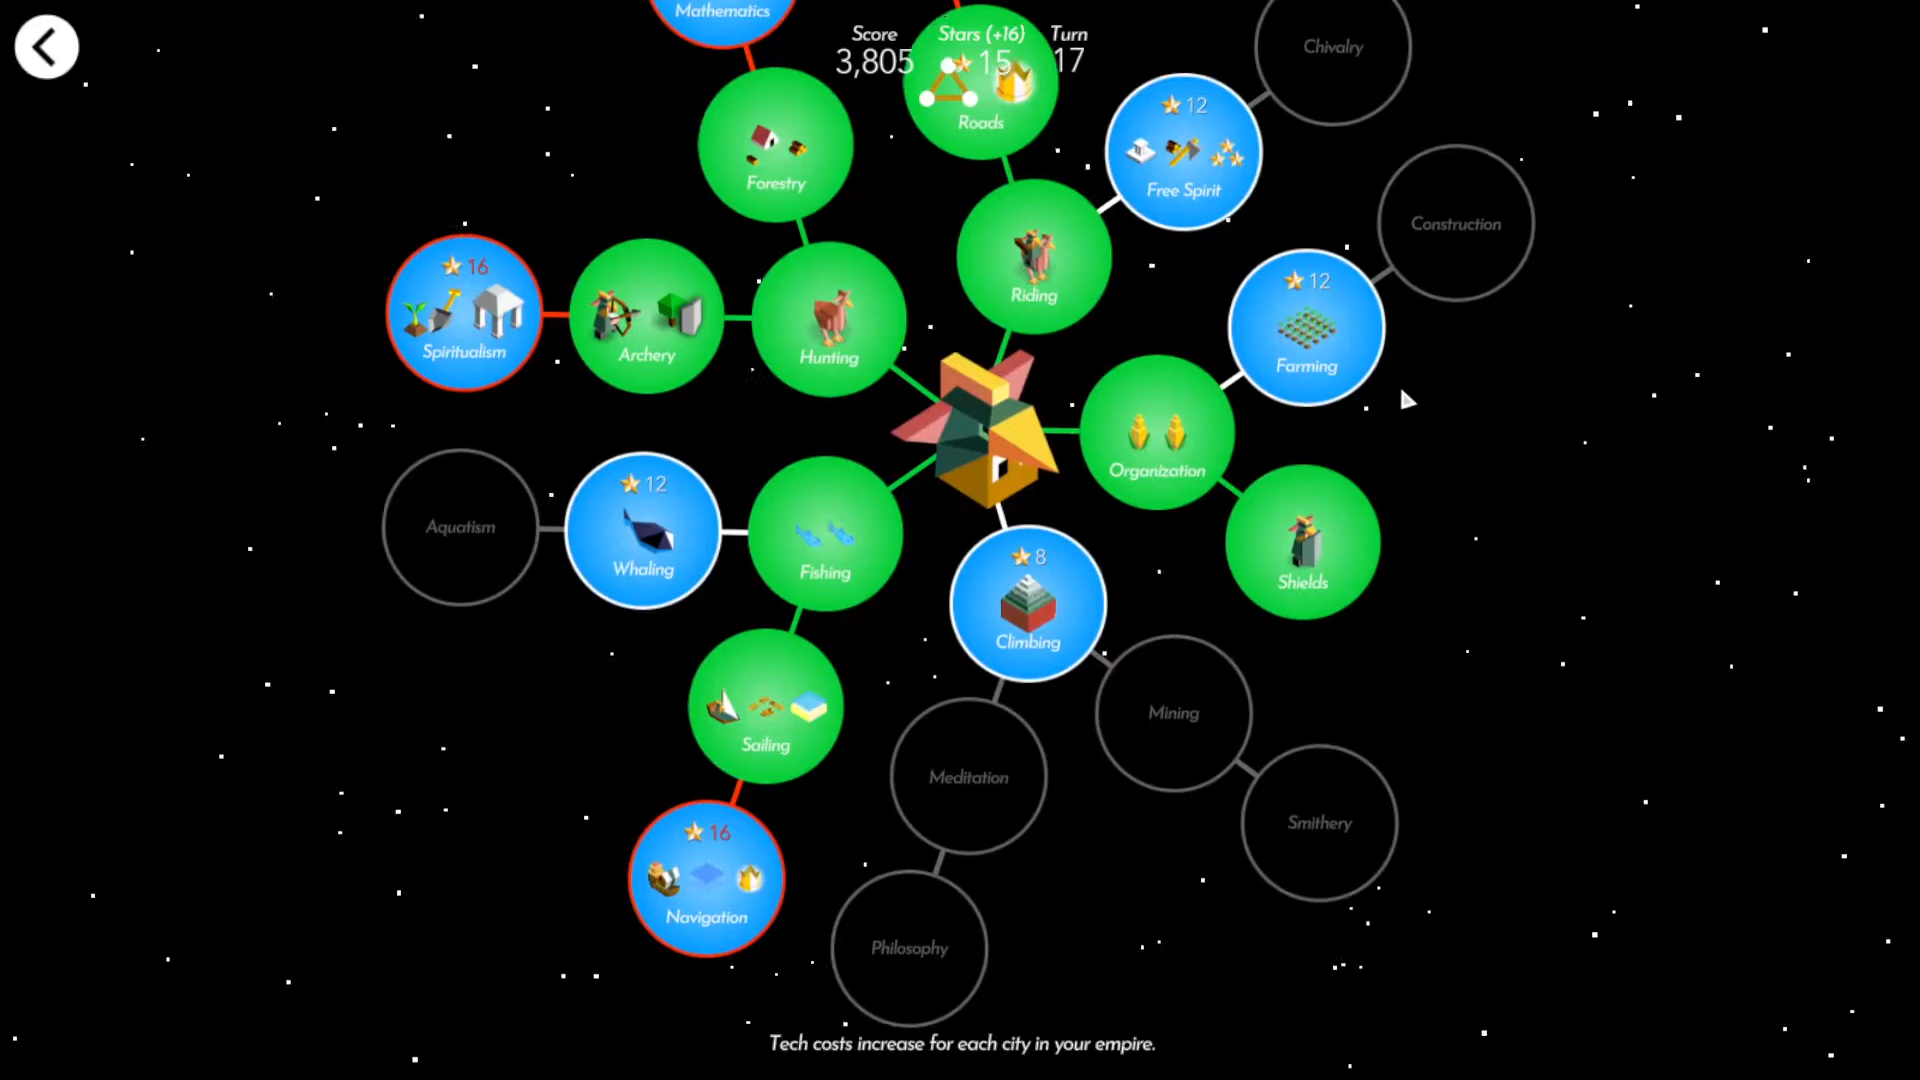 Mathematics
Score
Stars (+16)
Turn
3,805
15
17
Chivalry
Roads
12
Free Spirit
Forestry
Construction
16
Spiritualism
Archery
Hunting
Riding
12
Farming
Organization
Aquatism
12
Whaling
Fishing
8
Climbing
Shields
Sailing
Mining
Meditation
Smithery
16
Navigation
Philosophy
Tech costs increase for each city in your empire.